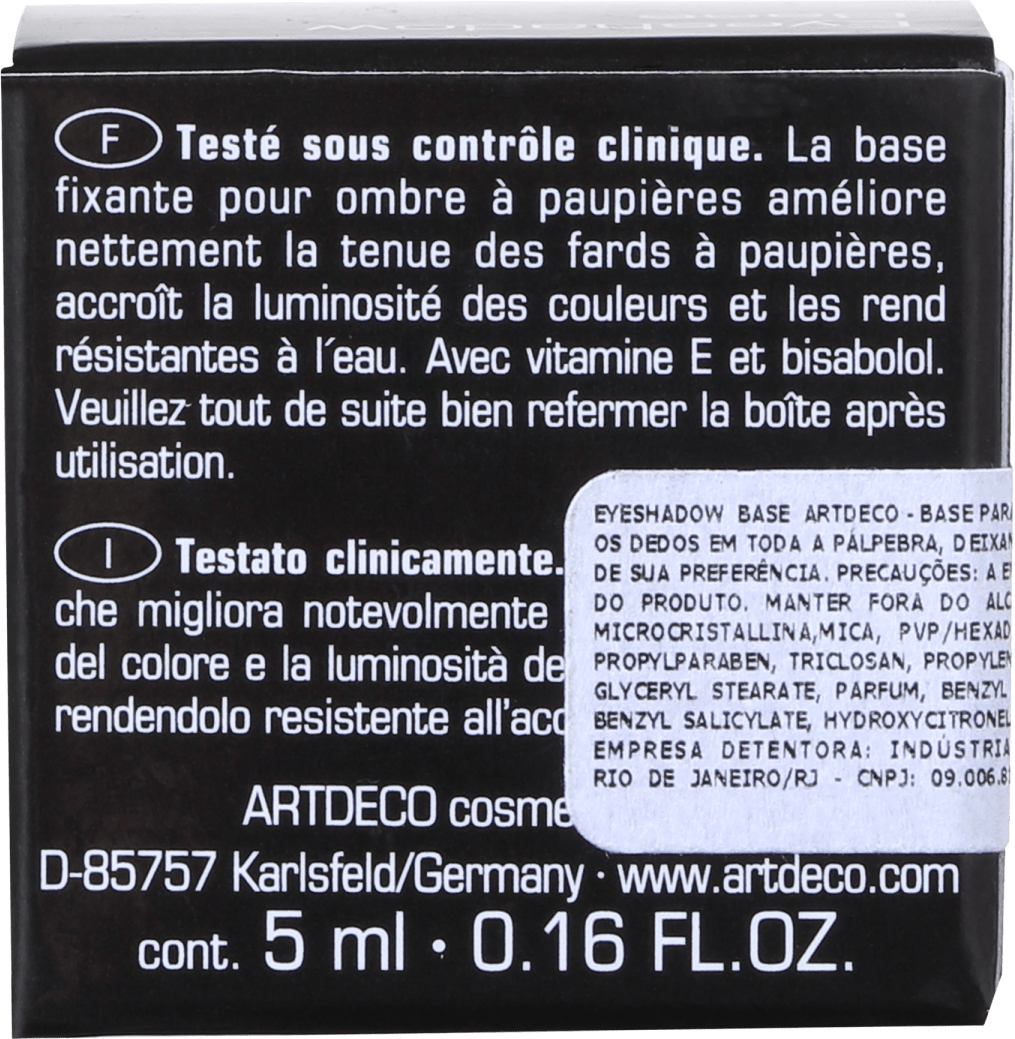 F Testé sous contrôle clinique. La base
fixante pour ombre à paupières améliore
nettement la tenue des fards à paupières,
accroît la luminosité des couleurs et les rend
résistantes à l´eau. Avec vitamine E et bisabolol.
Veuillez tout de suite bien refermer la boîte après
utilisation.
I Testato clinicamente.
che migliora notevolmente
del colore e la luminosità de
rendendolo resistente all'acc
ARTDECO cosme
D-85757 Karlsfeld/Germany · www.artdeco.com
cont. 5 ml · 0.16 FL.OZ.
EYESHADOW BASE ARTDECO - BASE PARA
OS DEDOS EM TODA A PÁLPEBRA, DEIXAN
DE SUA PREFERÊNCIA. PRECAUÇÕES: A E
DO PRODUTO. MANTER FORA DO ALC
MICROCRISTALLINA,MICA, PVP/HEXAD
PROPYLPARABEN, TRICLOSAN, PROPYLEN
GLYCERYL STEARATE, PARFUM, BENZYL
BENZYL SALICYLATE, HYDROXYCITRONEL
EMPRESA DETENTORA: INDÚSTRIA
RIO DE JANEIRO/RJ - CNPJ: 09.006.8